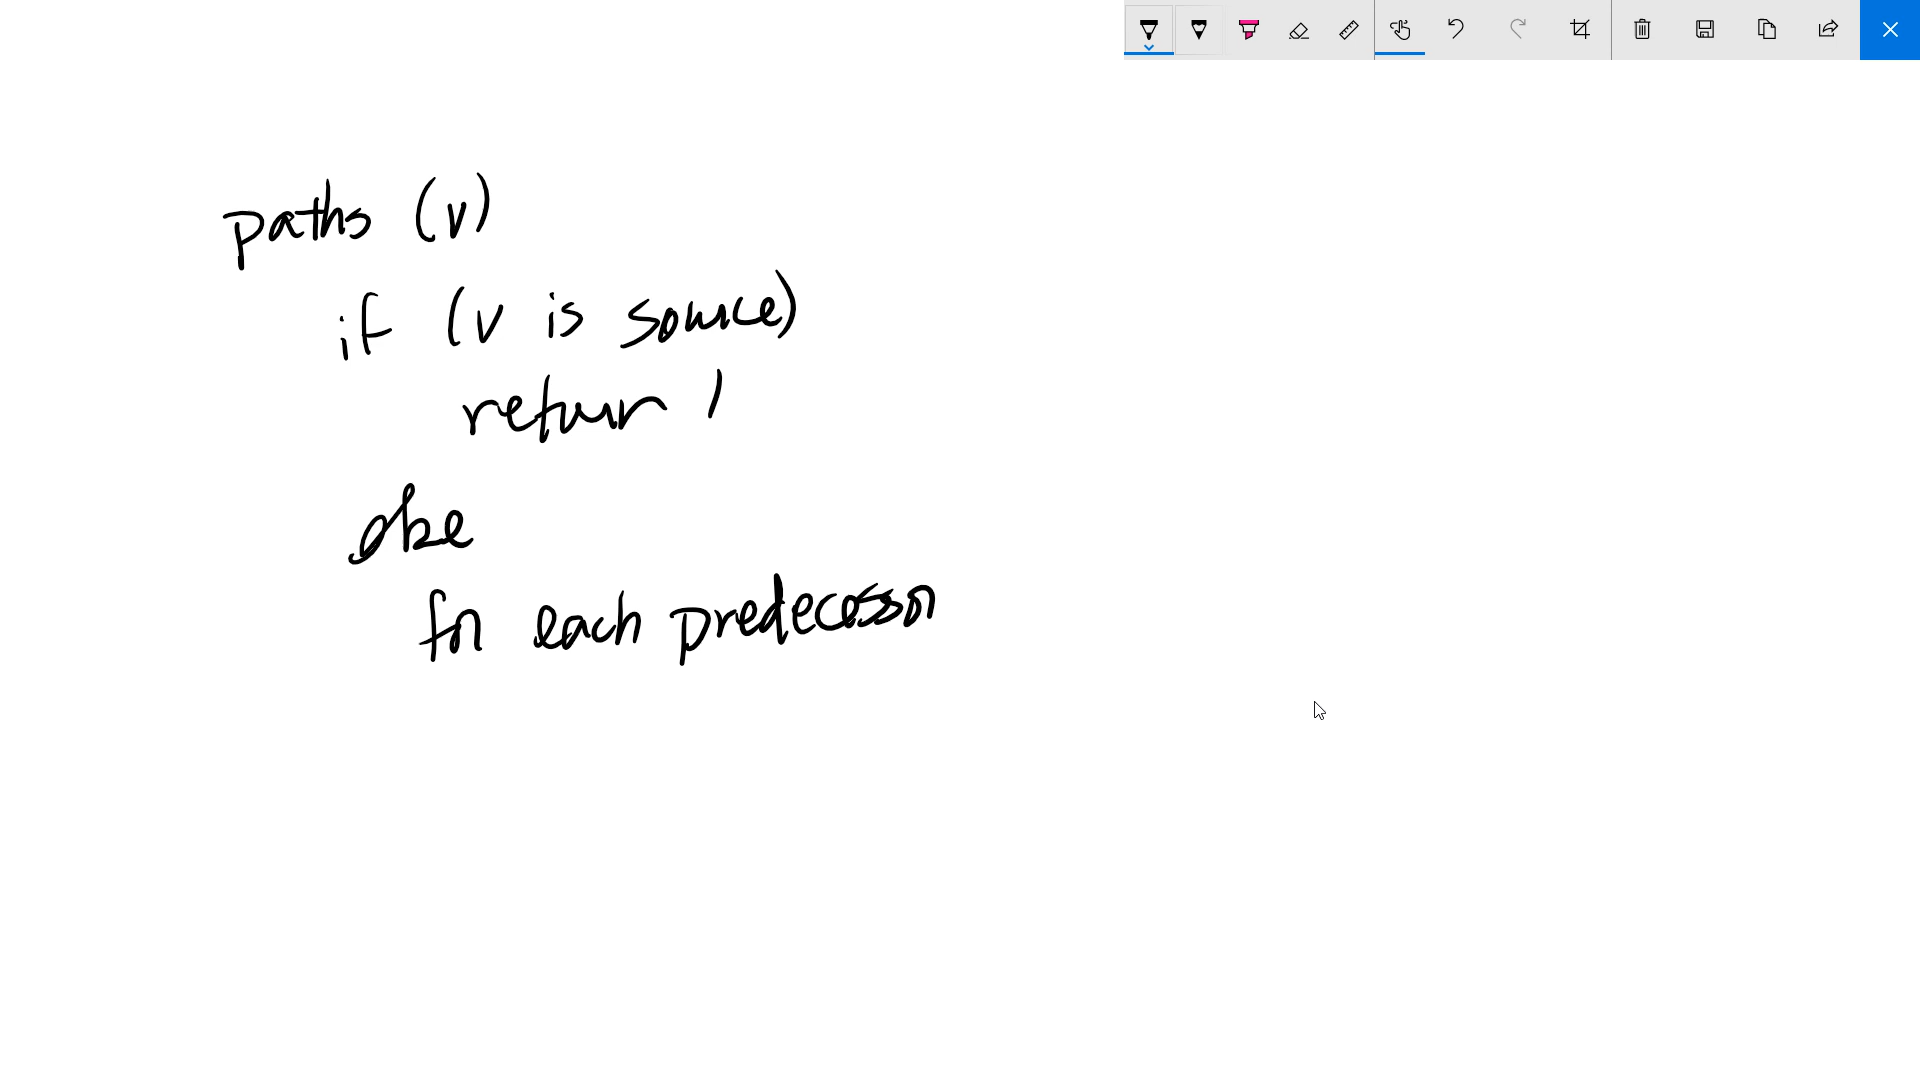 paths (v)
if (v is source)
return 1
else
for each predecessor